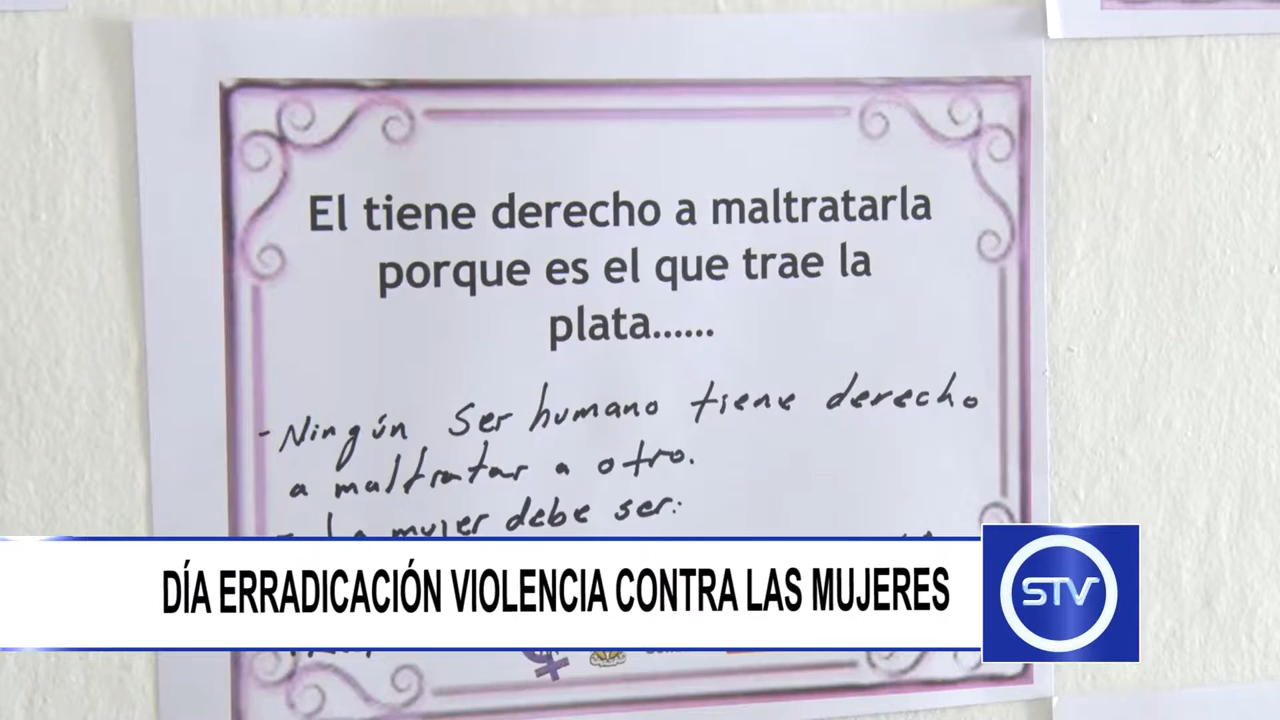 El tiene derecho a maltratarla
porque es el que trae la
plata......
- Ningún ser humano tiene derecho
a maltratar a otro.
- La mujer debe ser:
DÍA ERRADICACIÓN VIOLENCIA CONTRA LAS MUJERES
STV